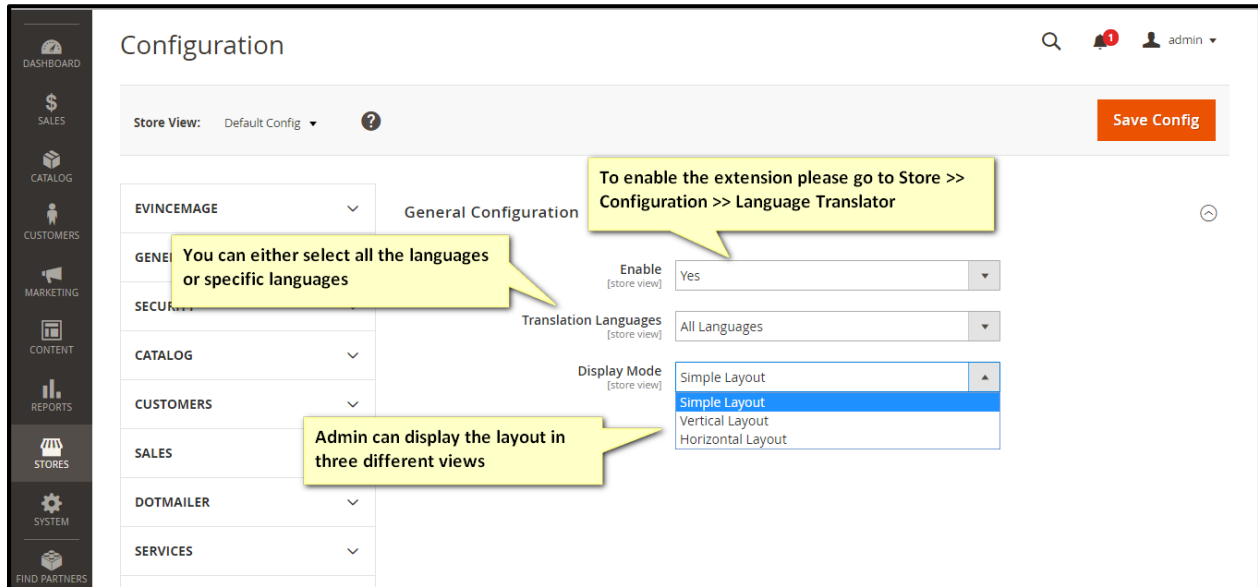 Configuration
1
admin
DASHBOARD
SALES
CATALOG
CUSTOMERS
MARKETING
CONTENT
REPORTS
STORES
SYSTEM
FIND PARTNERS
Store View: Default Config
?
Save Config
To enable the extension please go to Store >>
Configuration >> Language Translator
EVINCEMAGE
General Configuration
You can either select all the languages
or specific languages
GENE
SECURITY
CATALOG
CUSTOMERS
SALES
DOTMAILER
SERVICES
Enable
[store view]
Yes
Translation Languages
[store view]
All Languages
Display Mode
[store view]
Simple Layout
Simple Layout
Vertical Layout
Horizontal Layout
Admin can display the layout in
three different views